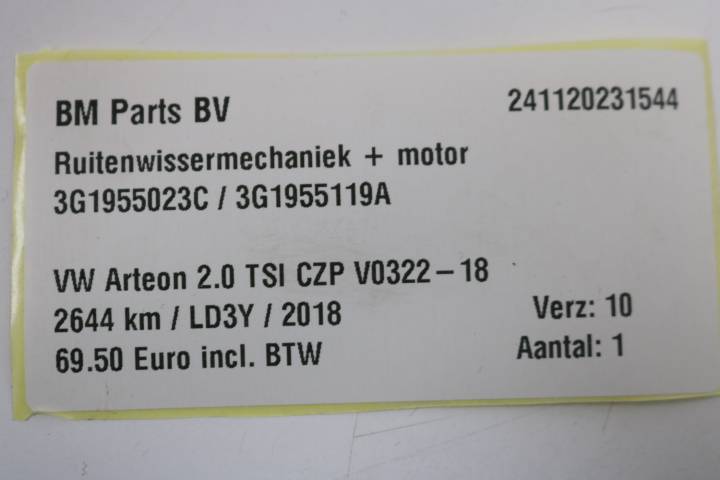 BM Parts BV 241120231544
Ruitenwissermechaniek + motor
3G1955023C / 3G1955119A
VW Arteon 2.0 TSI CZP V0322-18
2644 km / LD3Y / 2018 Verz: 10
69.50 Euro incl. BTW Aantal: 1